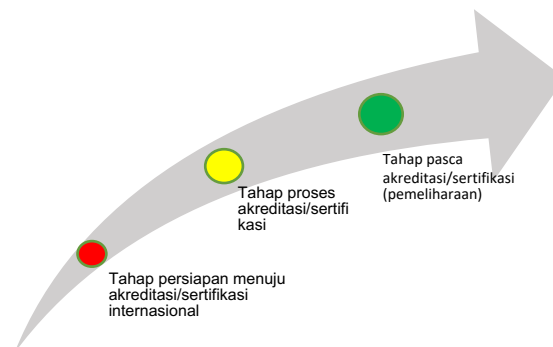 Tahap pasca
akreditasi/sertifikasi
(pemeliharaan)
Tahap proses
akreditasi/sertifi
kasi
Tahap persiapan menuju
akreditasi/sertifikasi
internasional